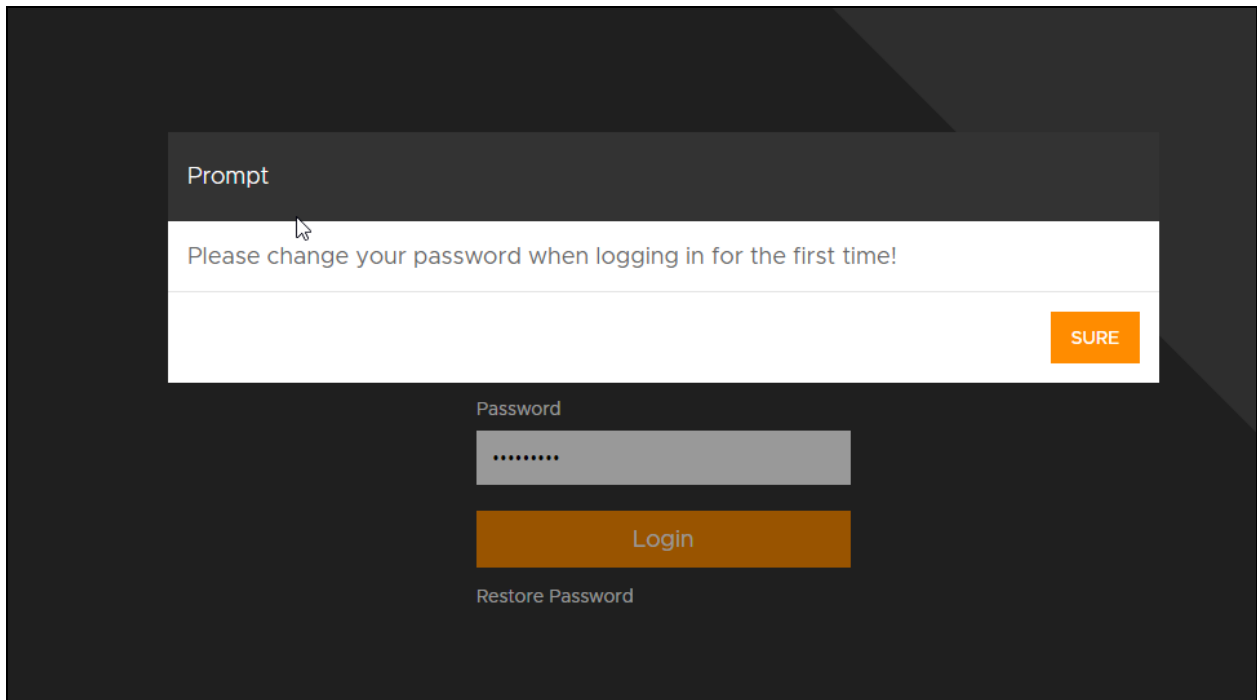 Prompt
Please change your password when logging in for the first time!
SURE
Password
•••••••••
Login
Restore Password